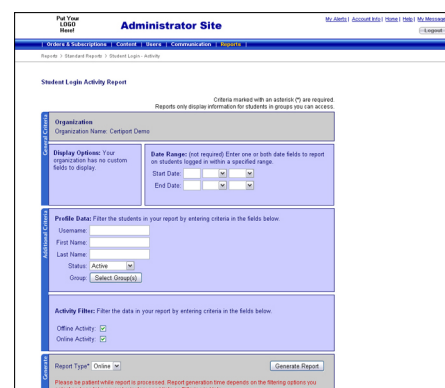 Put Your
LOGO
Here!
Administrator Site
My Alerts | Account Info | Home | Help | My Messages
Logout
| Orders & Subscriptions | Content | Users | Communication | Reports |
Reports > Standard Reports > Student Login - Activity
Student Login Activity Report
Criteria marked with an asterisk (*) are required.
Reports only display information for students in groups you can access.
General Criteria
Organization
Organization Name: Certiport Demo
Display Options: Your
organization has no custom
fields to display.
Date Range: (not required) Enter one or both date fields to report
on students logged in within a specified range.
Start Date:
End Date:
Additional Criteria
Profile Data: Filter the students in your report by entering criteria in the fields below.
Username:
First Name:
Last Name:
Status: Active
Group: Select Group(s)
Activity Filter: Filter the data in your report by entering criteria in the fields below.
Offline Activity:
Online Activity:
Generate
Report Type* Online
Generate Report
Please be patient while report is processed. Report generation time depends on the filtering options you